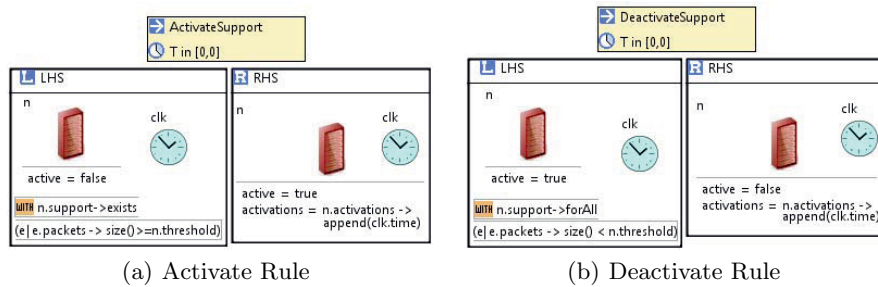 ActivateSupport
T in [0,0]
L LHS
n
clk
active = false
WITH n.support->exists
(e| e.packets -> size()>=n.threshold)
R RHS
n
clk
active = true
activations = n.activations ->
append(clk.time)
(a) Activate Rule
DeactivateSupport
T in [0,0]
L LHS
n
clk
active = true
WITH n.support->forAll
(e| e.packets -> size() < n.threshold)
R RHS
n
clk
active = false
activations = n.activations ->
append(clk.time)
(b) Deactivate Rule